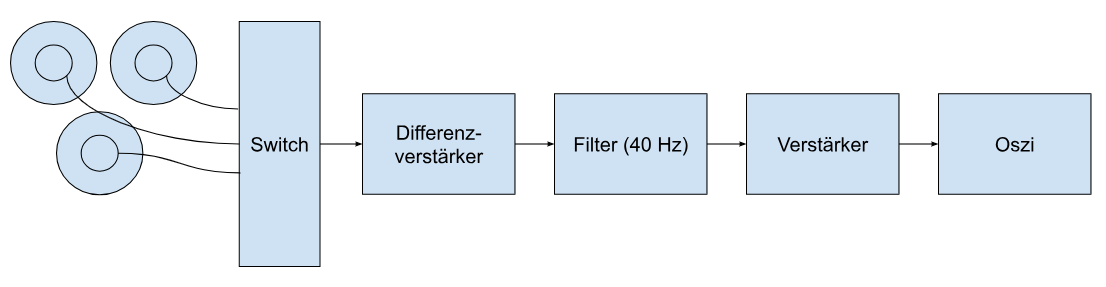 Switch
Differenz-
verstärker
Filter (40 Hz)
Verstärker
Oszi